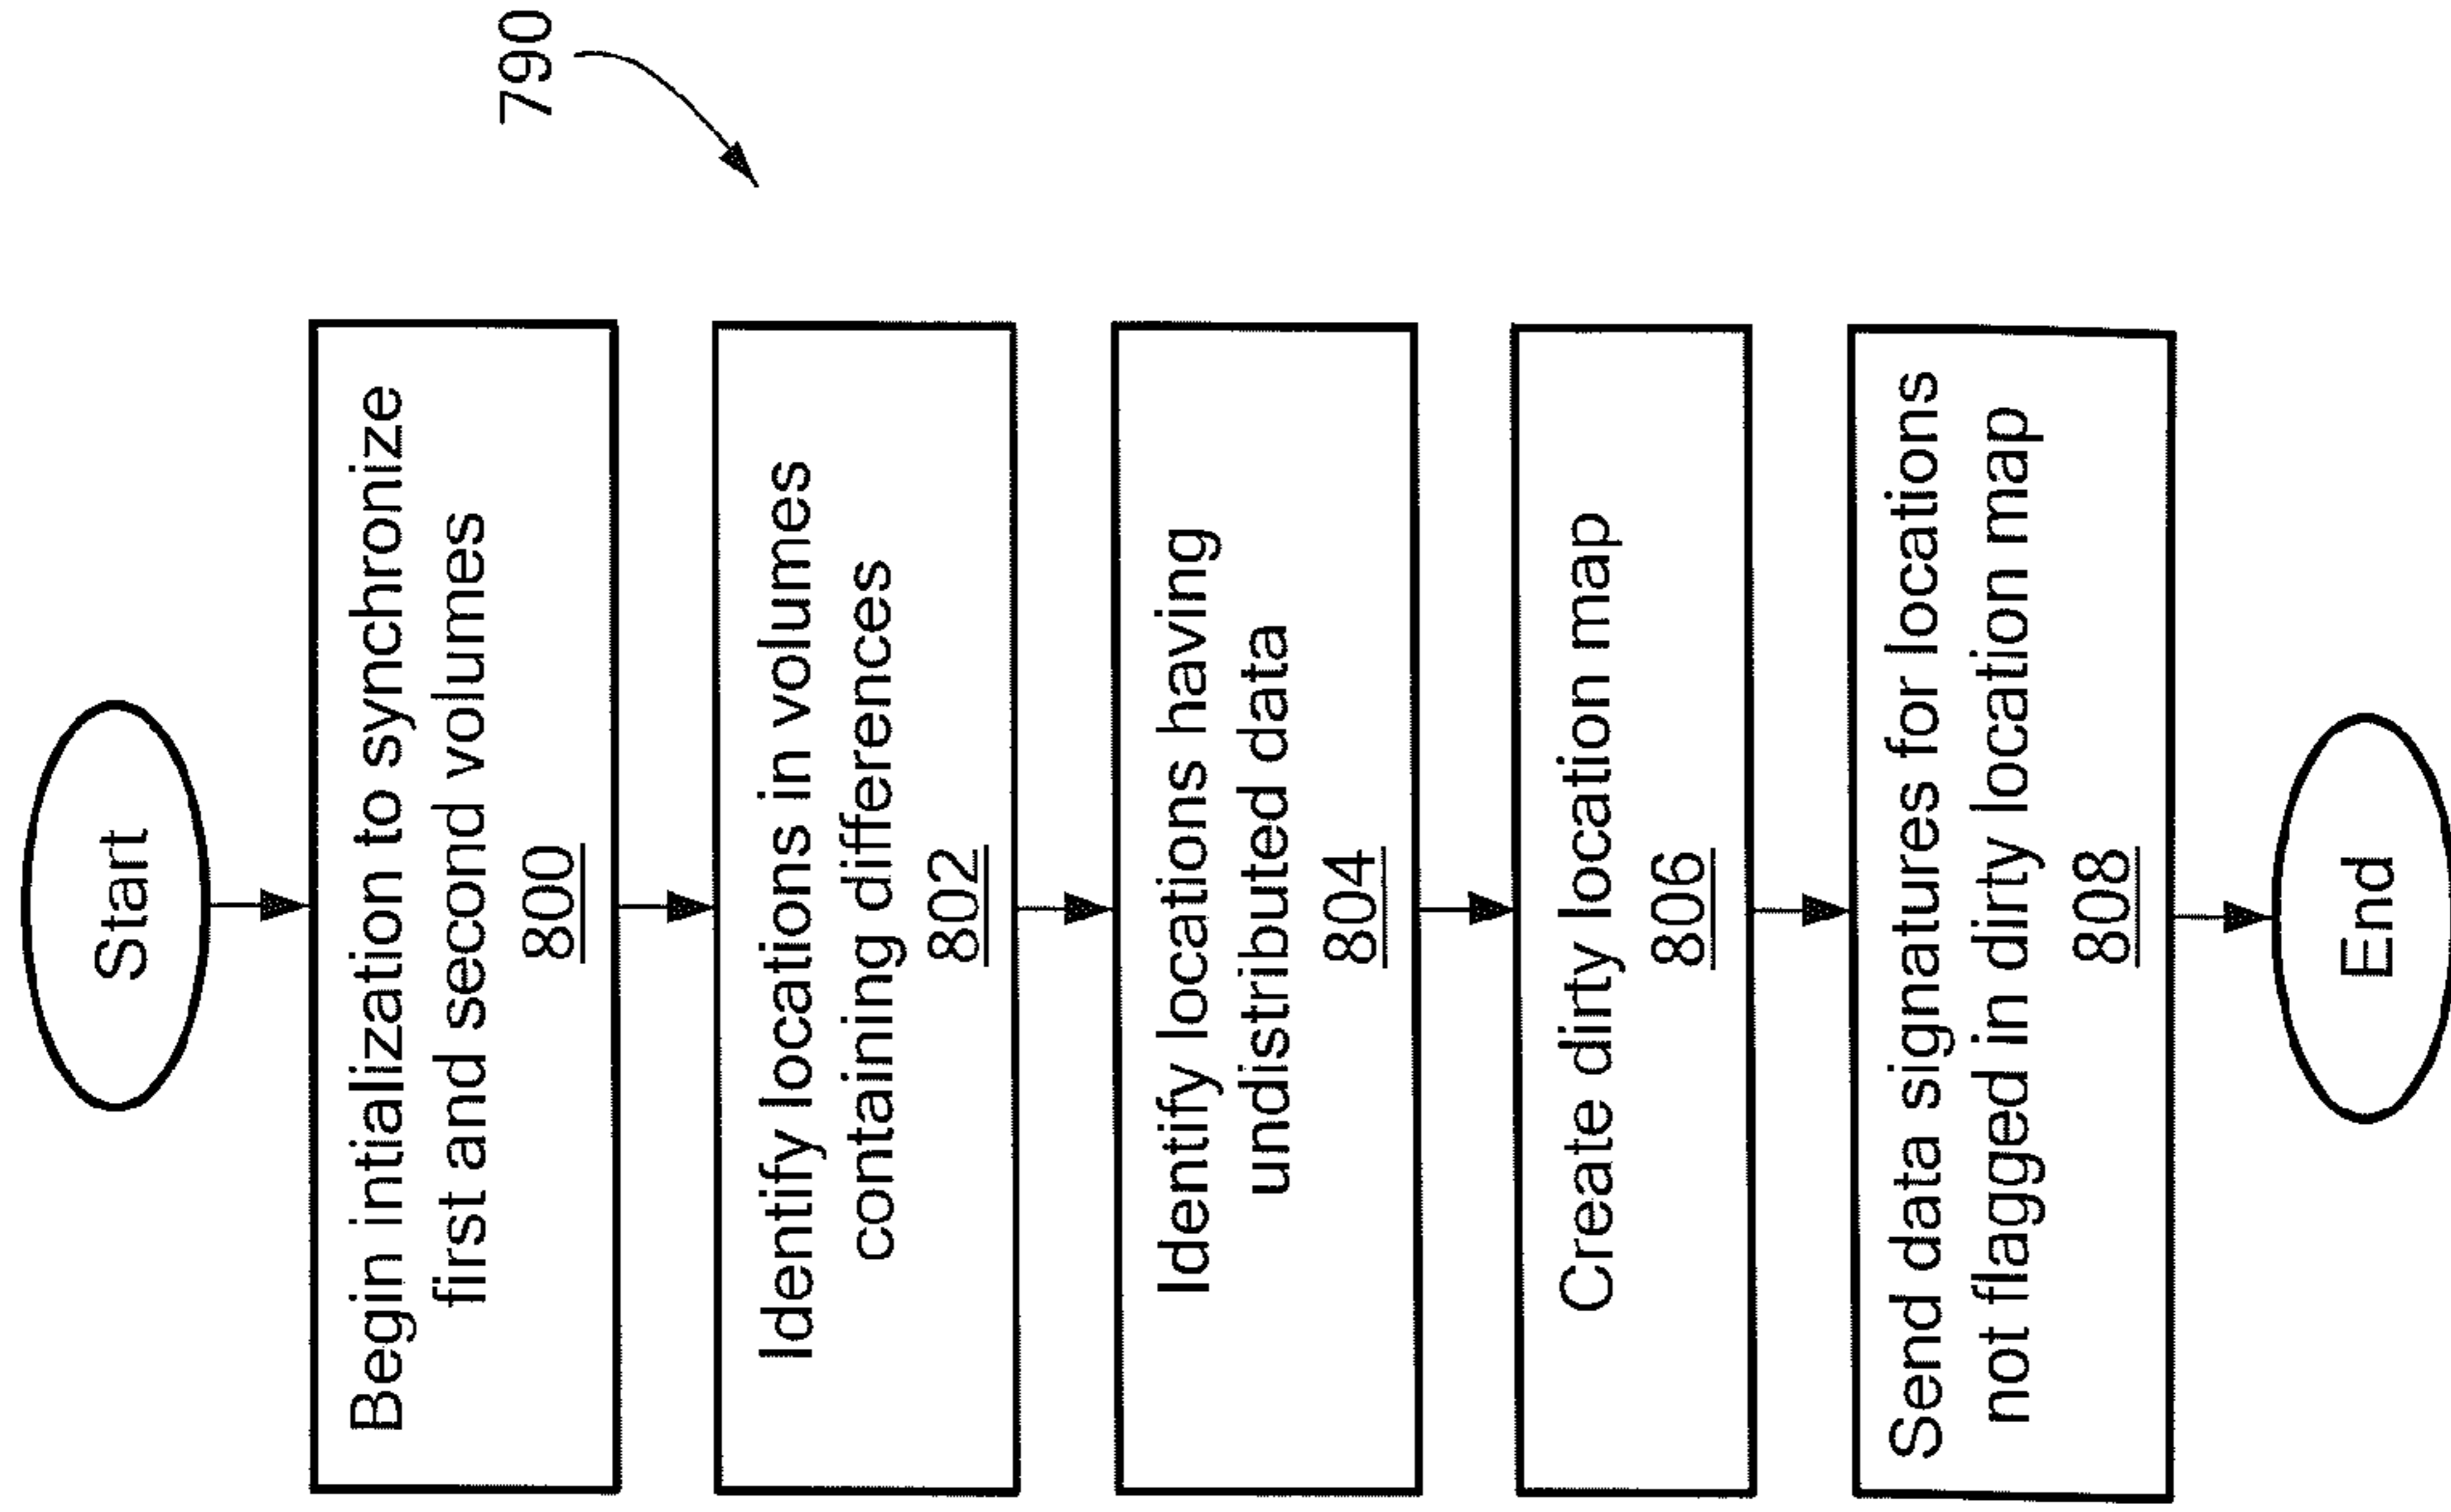 790
Start
Begin intialization to synchronize
first and second volumes
800
Identify locations in volumes
containing differences
802
Identify locations having
undistributed data
804
Create dirty location map
806
Send data signatures for locations
not flagged in dirty location map
808
End